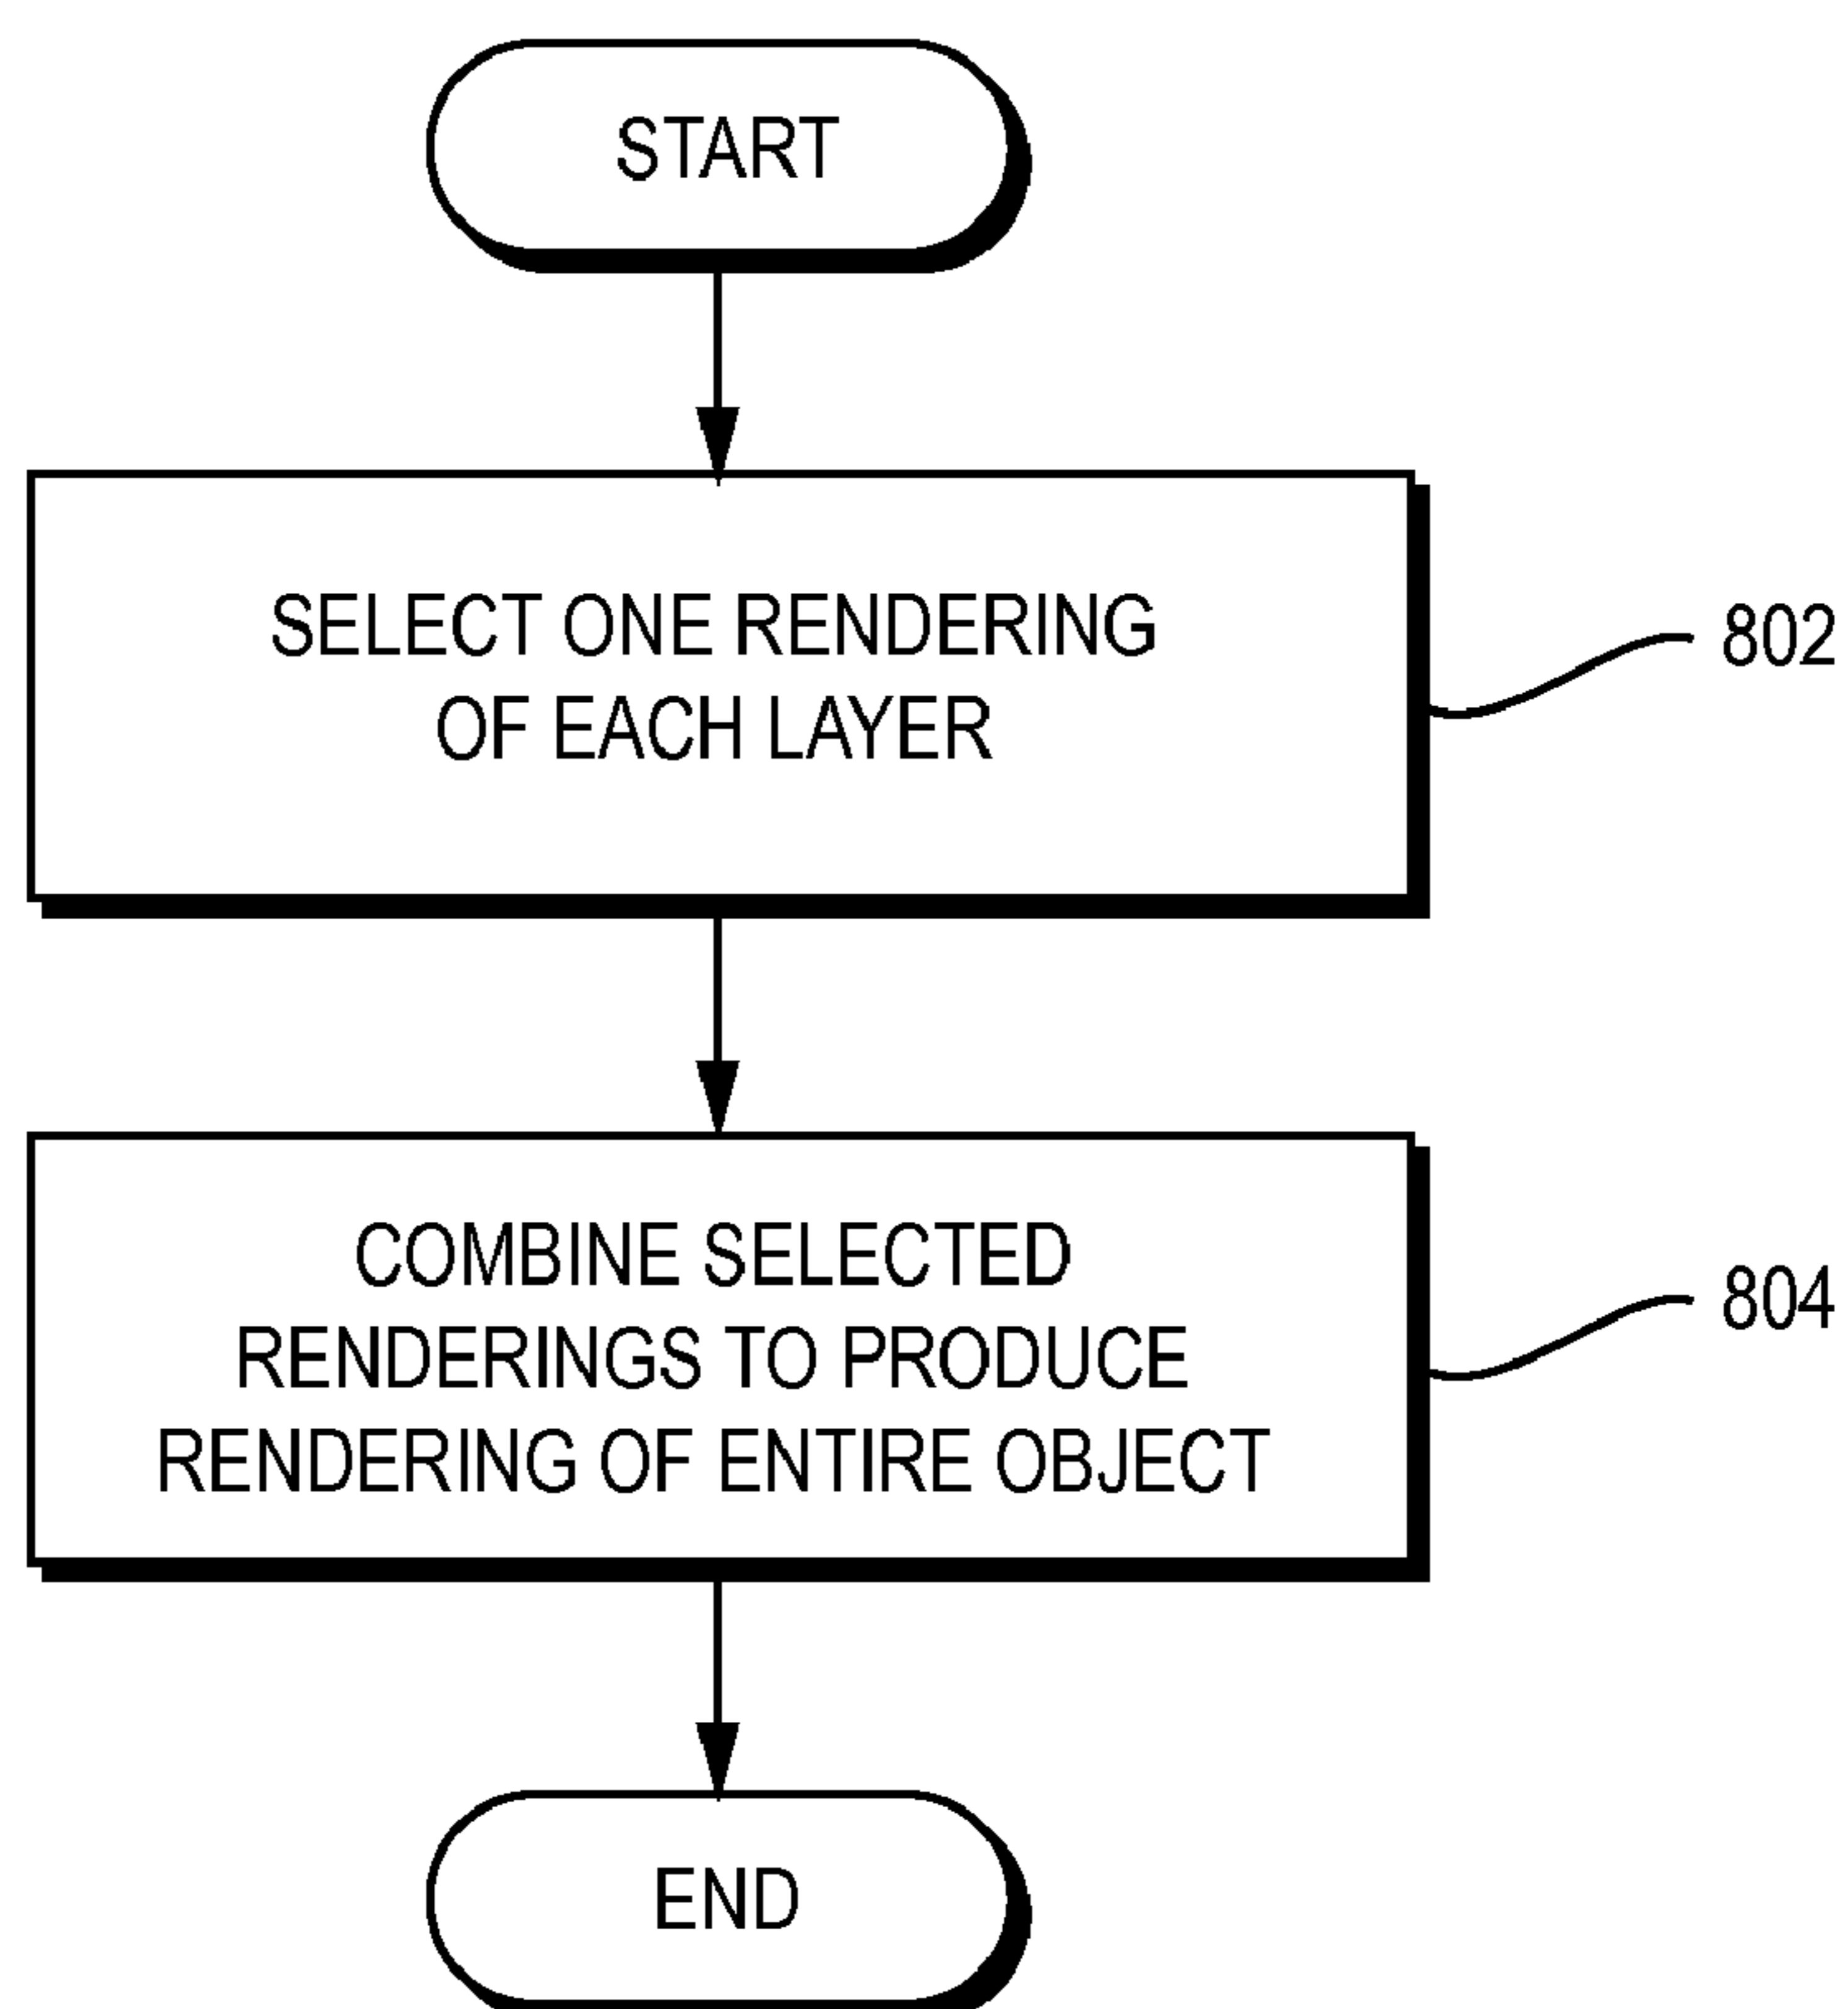 START
SELECT ONE RENDERING
OF EACH LAYER
802
COMBINE SELECTED
RENDERINGS TO PRODUCE
RENDERING OF ENTIRE OBJECT
804
END